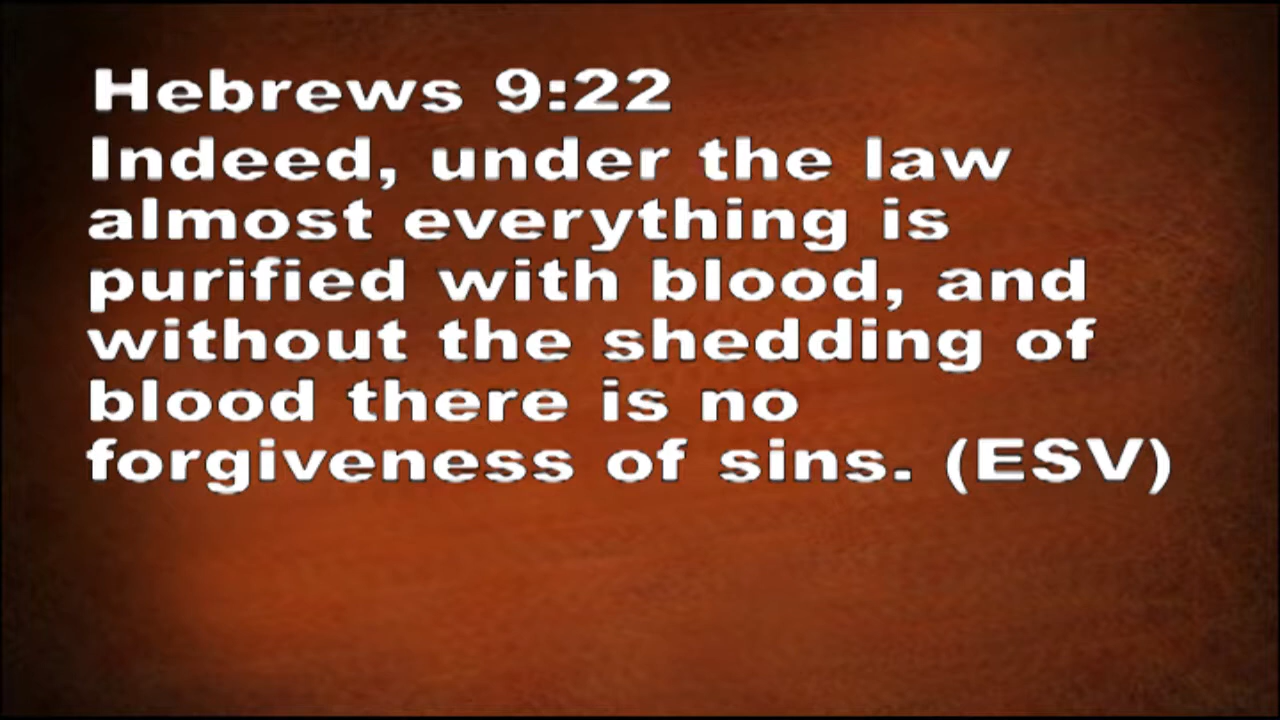 Hebrews 9:22
Indeed, under the law
almost everything is
purified with blood, and
without the shedding of
blood there is no
forgiveness of sins. (ESV)